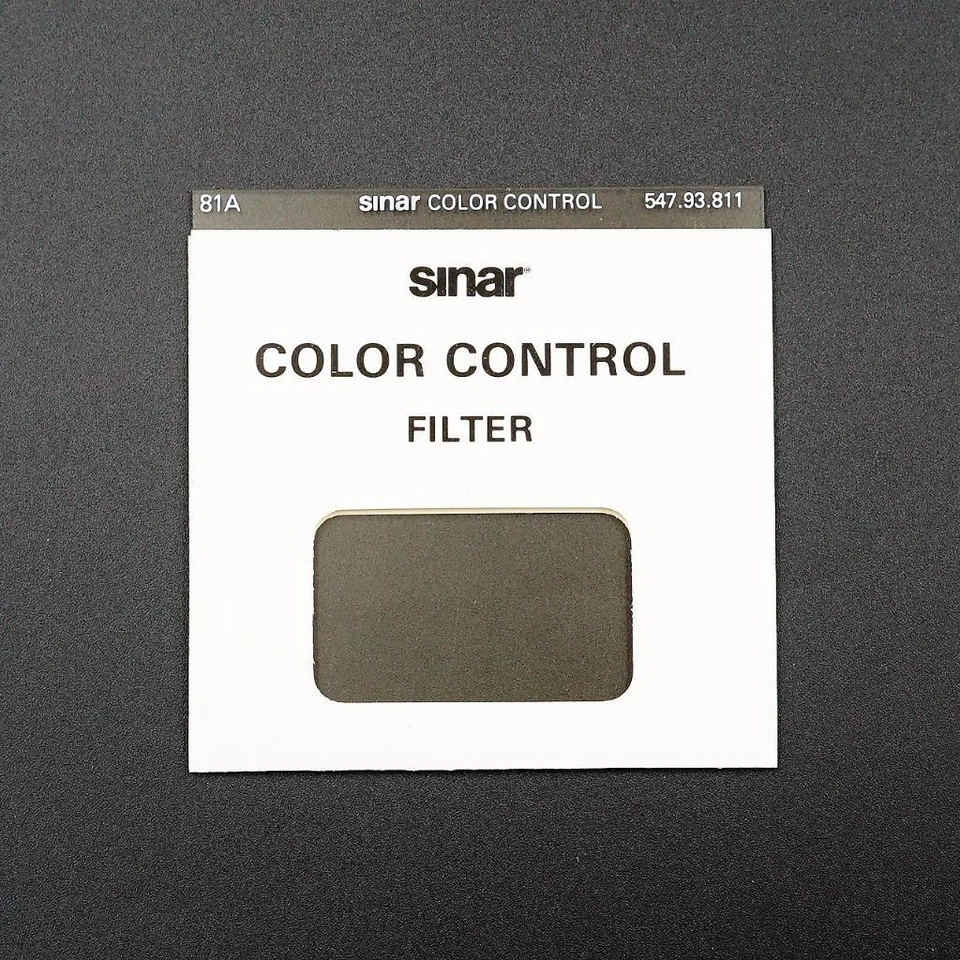 81A sinar COLOR CONTROL 547.93.811
sinar
COLOR CONTROL
FILTER